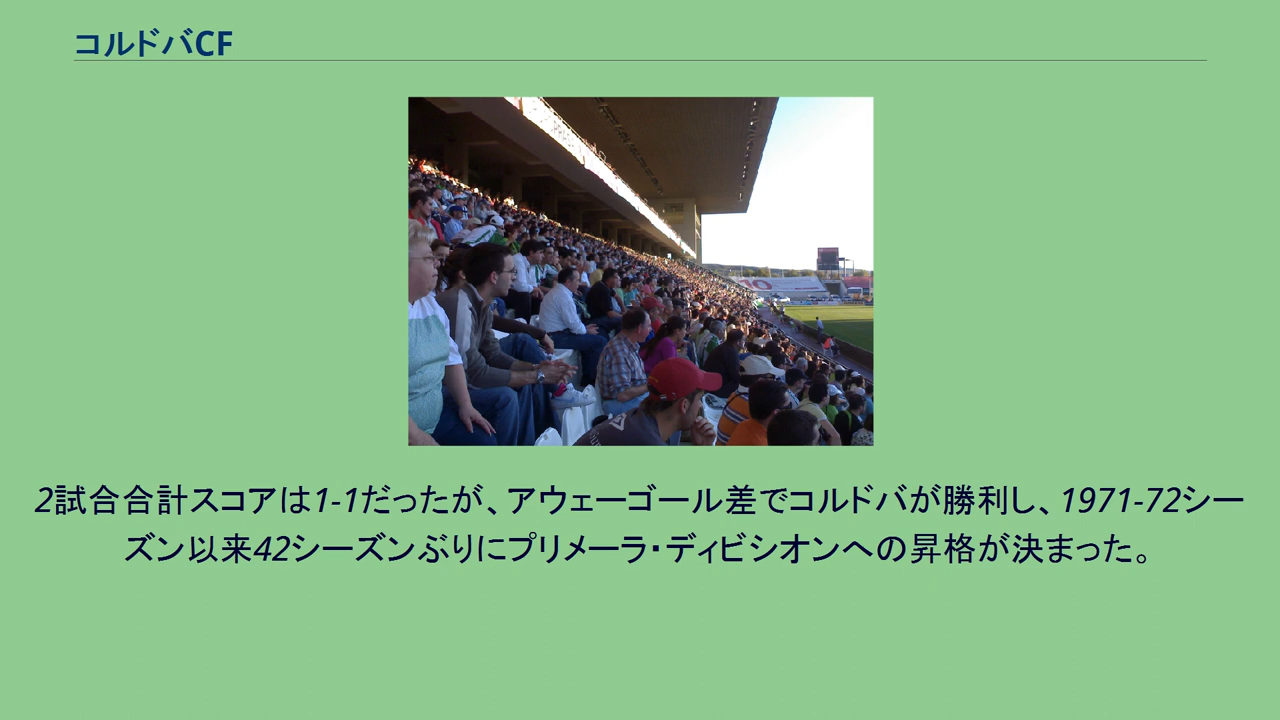 コルドバCF
2試合合計スコアは1-1だったが、アウェーゴール差でコルドバが勝利し、1971-72シー
ズン以来42シーズンぶりにプリメーラ・ディビシオンへの昇格が決まった。